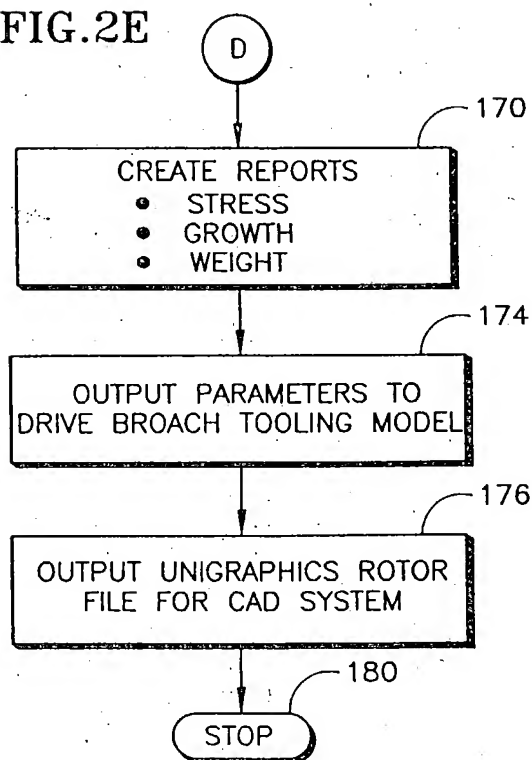 FIG.2E
D
170
CREATE REPORTS
• STRESS
• GROWTH
• WEIGHT
174
OUTPUT PARAMETERS TO
DRIVE BROACH TOOLING MODEL
176
OUTPUT UNIGRAPHICS ROTOR
FILE FOR CAD SYSTEM
180
STOP